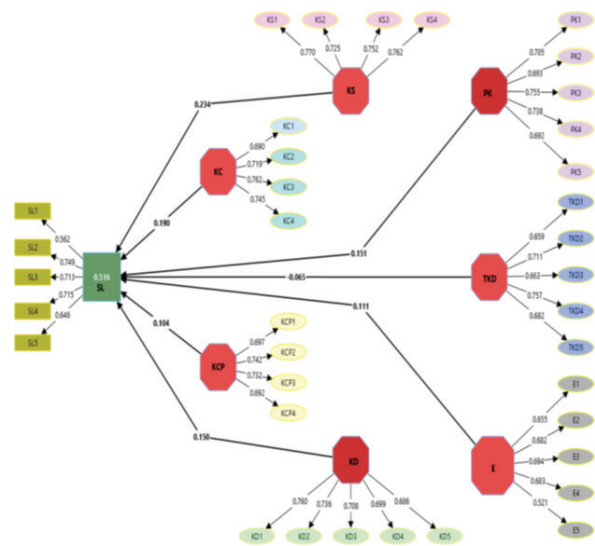 KS1 KS2 KS3 KS4
0.770 0.725 0.752 0.762
KS
0.234
PK1
PK2
PK3
PK4
PK5
0.705
0.693
0.755
0.738
0.692
PK
0.151
KC1
KC2
KC3
KC4
0.690
0.719
0.762
0.745
KC
0.190
SL1
SL2
SL3
SL4
SL5
0.562
0.749
0.713
0.715
0.646
0.516
SL
-0.065
TKD
TKD1
TKD2
TKD3
TKD4
TKD5
0.659
0.711
0.663
0.757
0.682
0.111
0.104
KCP
KCP1
KCP2
KCP3
KCP4
0.697
0.742
0.732
0.692
E
E1
E2
E3
E4
E5
0.655
0.682
0.694
0.683
0.521
0.150
KD
0.760 0.736 0.708 0.699 0.686
KD1 KD2 KD3 KD4 KD5